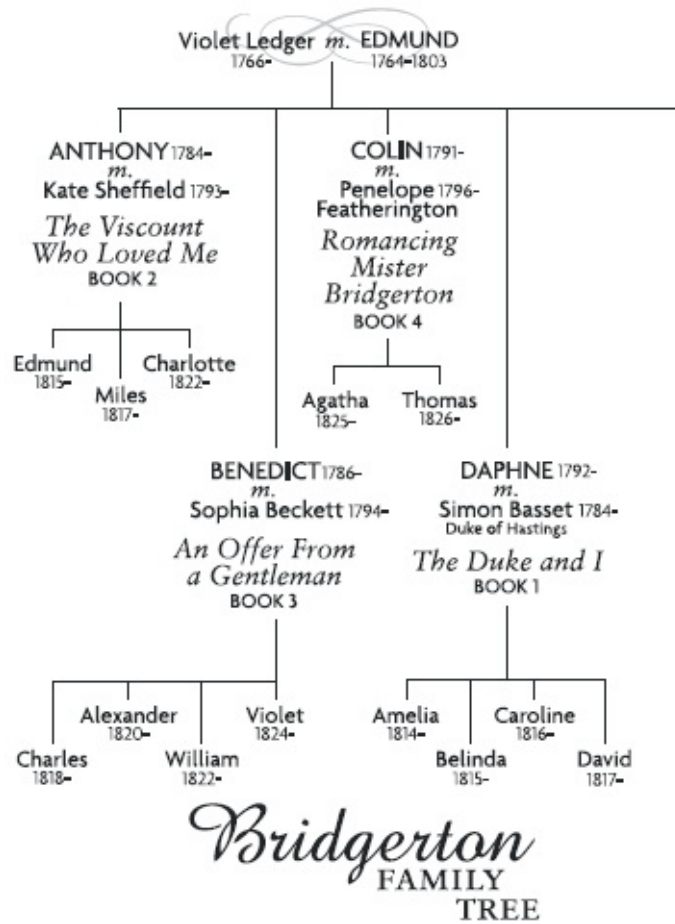 Violet Ledger m. EDMUND
1766- 1764-1803
ANTHONY 1784-
m.
Kate Sheffield 1793-
The Viscount
Who Loved Me
BOOK 2
Edmund
1815-
Miles
1817-
Charlotte
1822-
COLIN 1791-
m.
Penelope 1796-
Featherington
Romancing
Mister
Bridgerton
BOOK 4
Agatha
1825-
Thomas
1826-
BENEDICT 1786-
m.
Sophia Beckett 1794-
An Offer From
a Gentleman
BOOK 3
Charles
1818-
Alexander
1820-
William
1822-
Violet
1824-
DAPHNE 1792-
m.
Simon Basset 1784-
Duke of Hastings
The Duke and I
BOOK 1
Amelia
1814-
Belinda
1815-
Caroline
1816-
David
1817-
Bridgerton
FAMILY
TREE